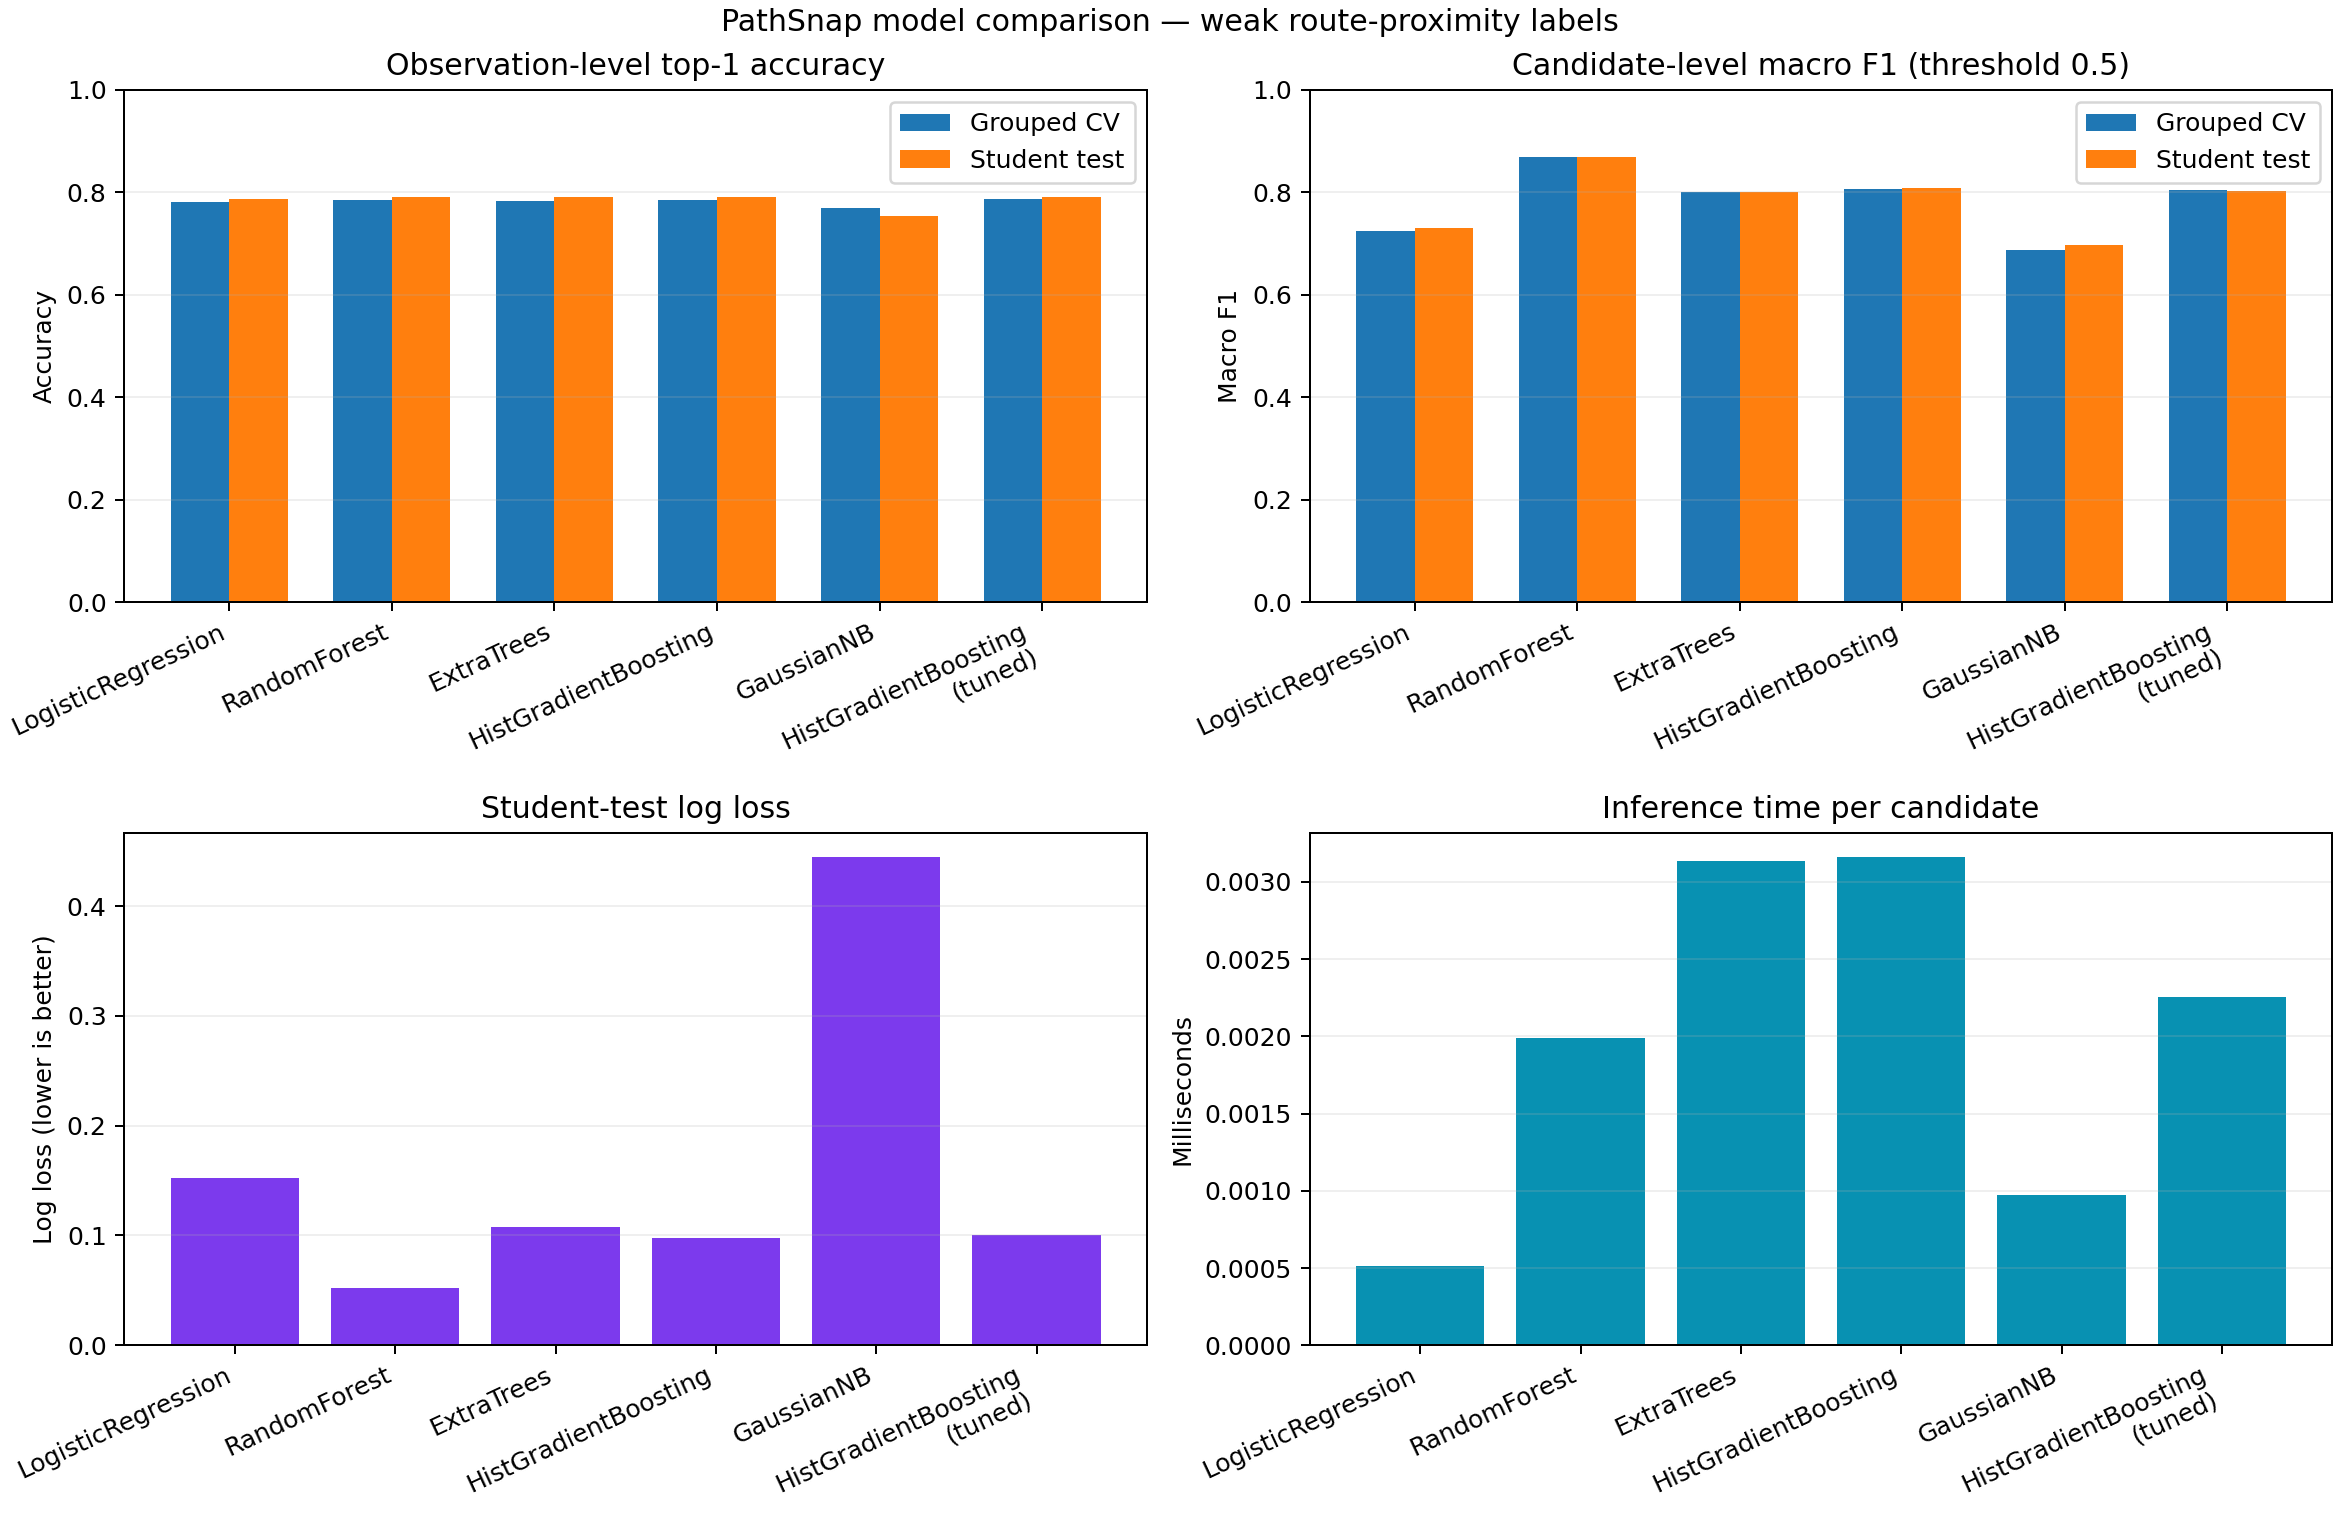 PathSnap model comparison — weak route-proximity labels
Observation-level top-1 accuracy
1.0
0.8
0.6
0.4
0.2
0.0
Accuracy
Grouped CV
Student test
LogisticRegression
RandomForest
ExtraTrees
HistGradientBoosting
GaussianNB
HistGradientBoosting
(tuned)
Candidate-level macro F1 (threshold 0.5)
1.0
0.8
0.6
0.4
0.2
0.0
Macro F1
Grouped CV
Student test
LogisticRegression
RandomForest
ExtraTrees
HistGradientBoosting
GaussianNB
HistGradientBoosting
(tuned)
Student-test log loss
0.4
0.3
0.2
0.1
0.0
Log loss (lower is better)
LogisticRegression
RandomForest
ExtraTrees
HistGradientBoosting
GaussianNB
HistGradientBoosting
(tuned)
Inference time per candidate
0.0030
0.0025
0.0020
0.0015
0.0010
0.0005
0.0000
Milliseconds
LogisticRegression
RandomForest
ExtraTrees
HistGradientBoosting
GaussianNB
HistGradientBoosting
(tuned)